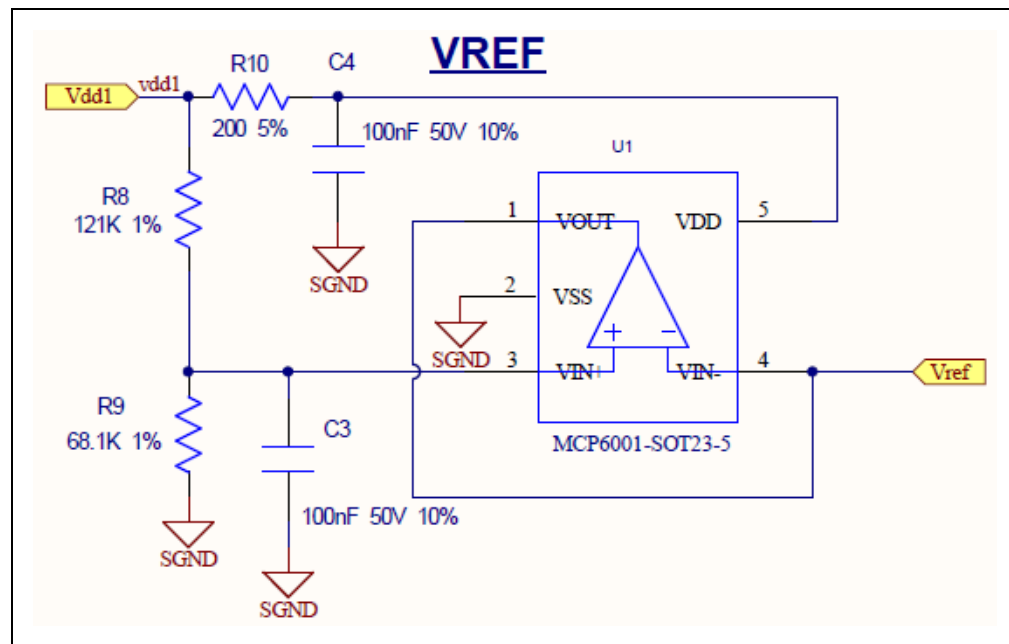 VREF
R10
C4
Vdd1
vdd1
200 5%
100nF 50V 10%
U1
R8
121K 1%
1
VOUT
VDD
5
SGND
2
VSS
SGND
3
VIN+
VIN-
4
Vref
R9
68.1K 1%
C3
MCP6001-SOT23-5
100nF 50V 10%
SGND
SGND